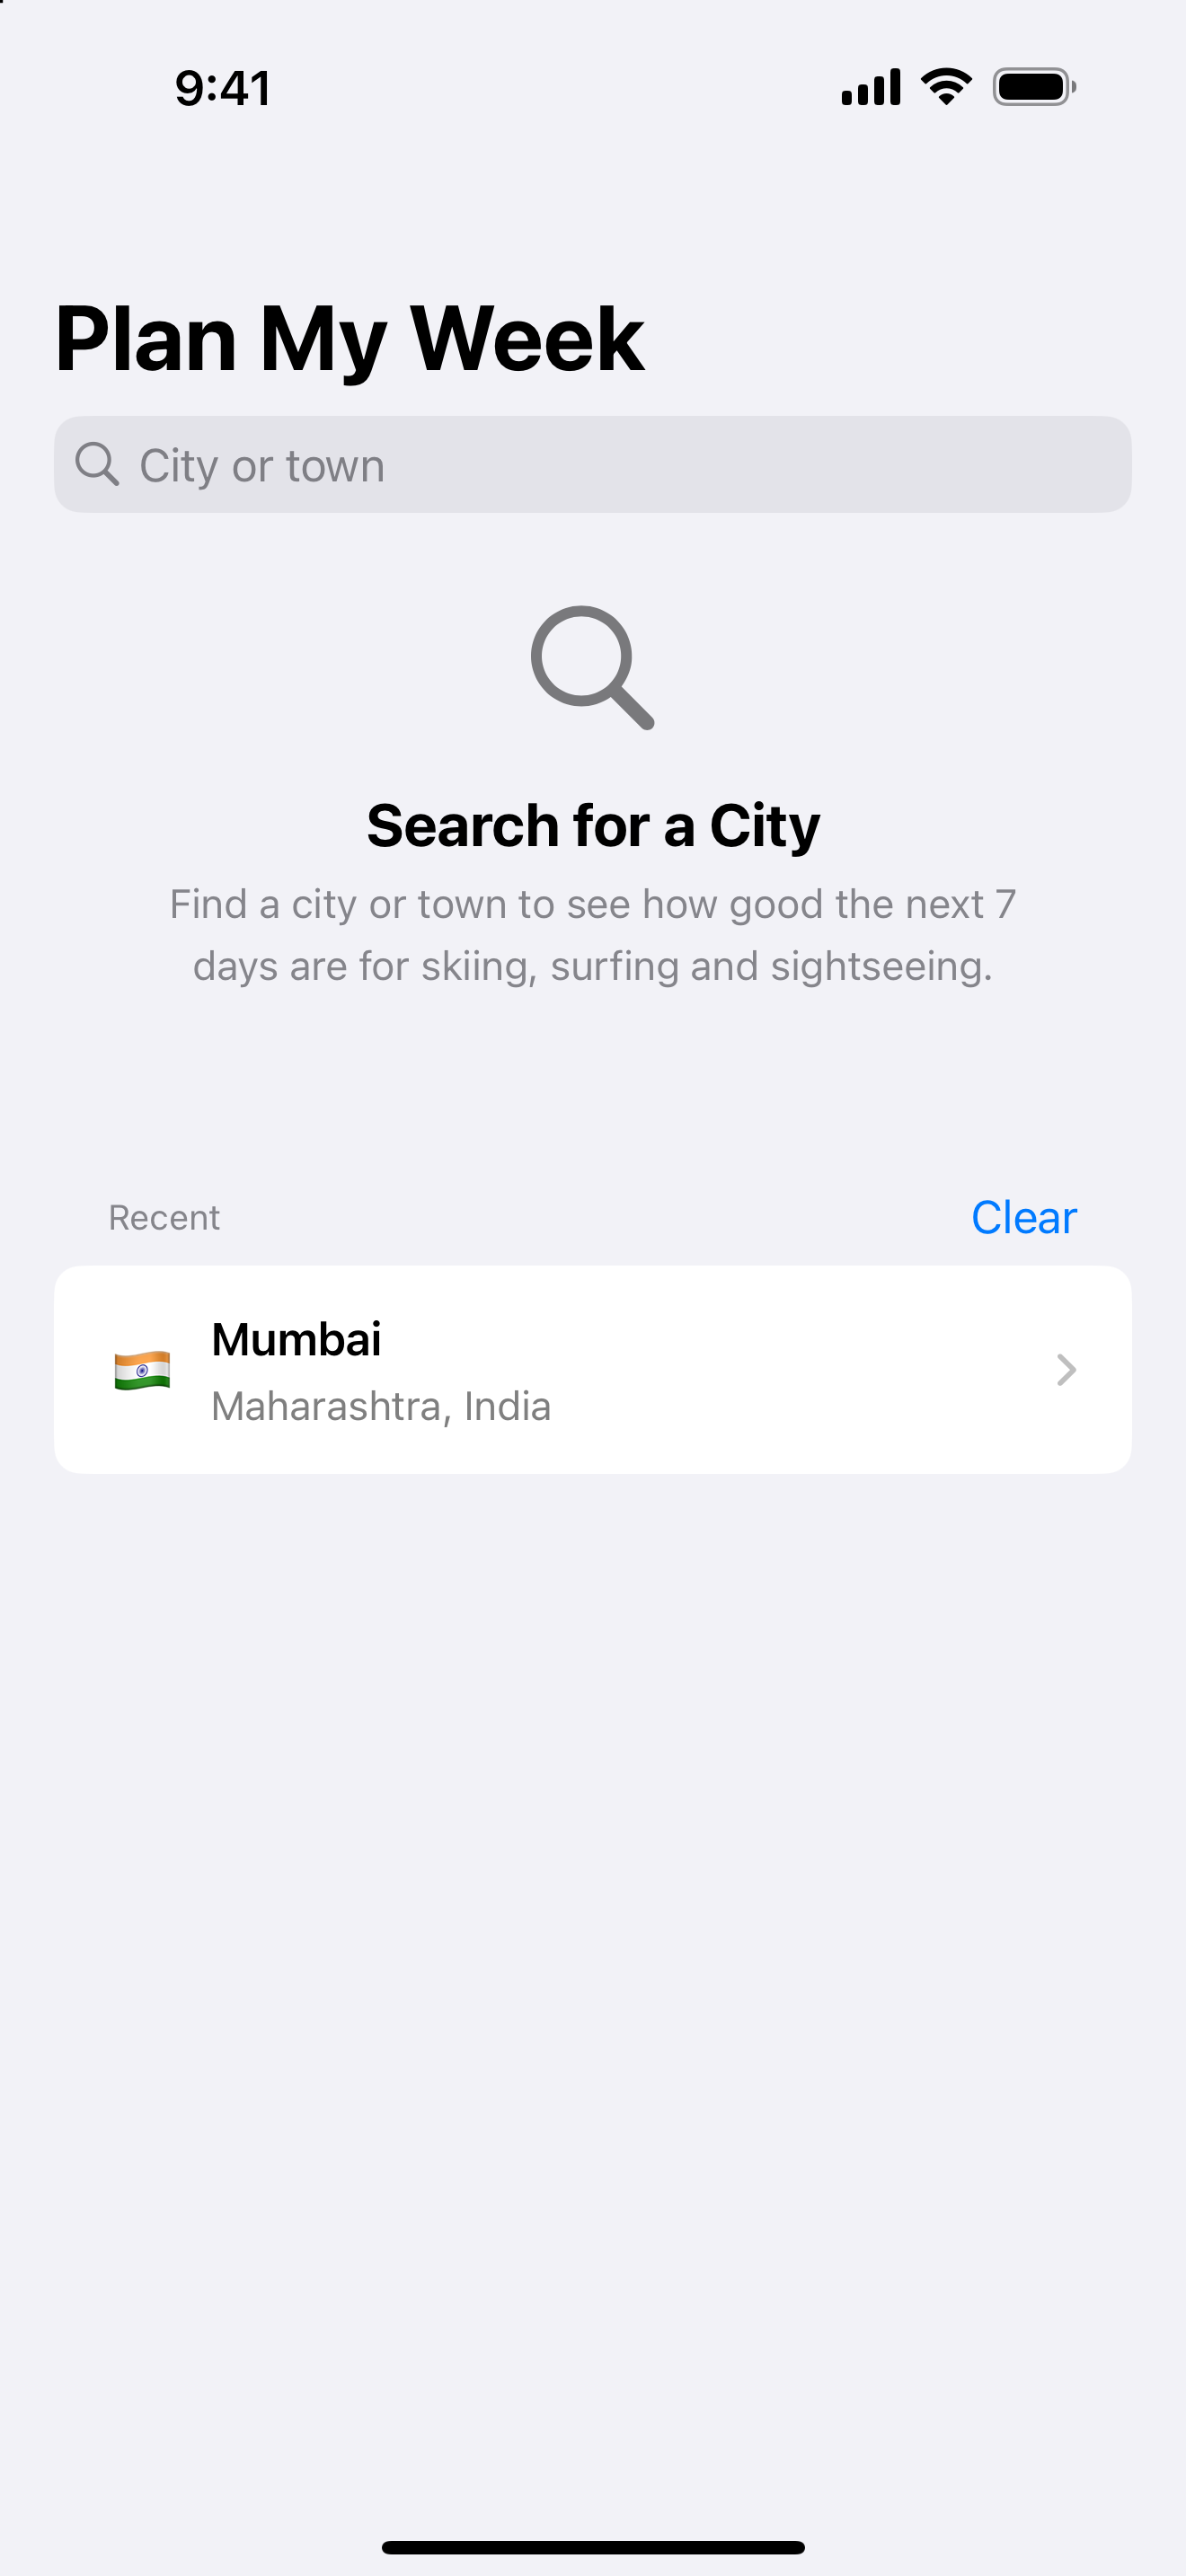 9:41
Plan My Week
City or town
Search for a City
Find a city or town to see how good the next 7
days are for skiing, surfing and sightseeing.
Recent
Clear
Mumbai
Maharashtra, India